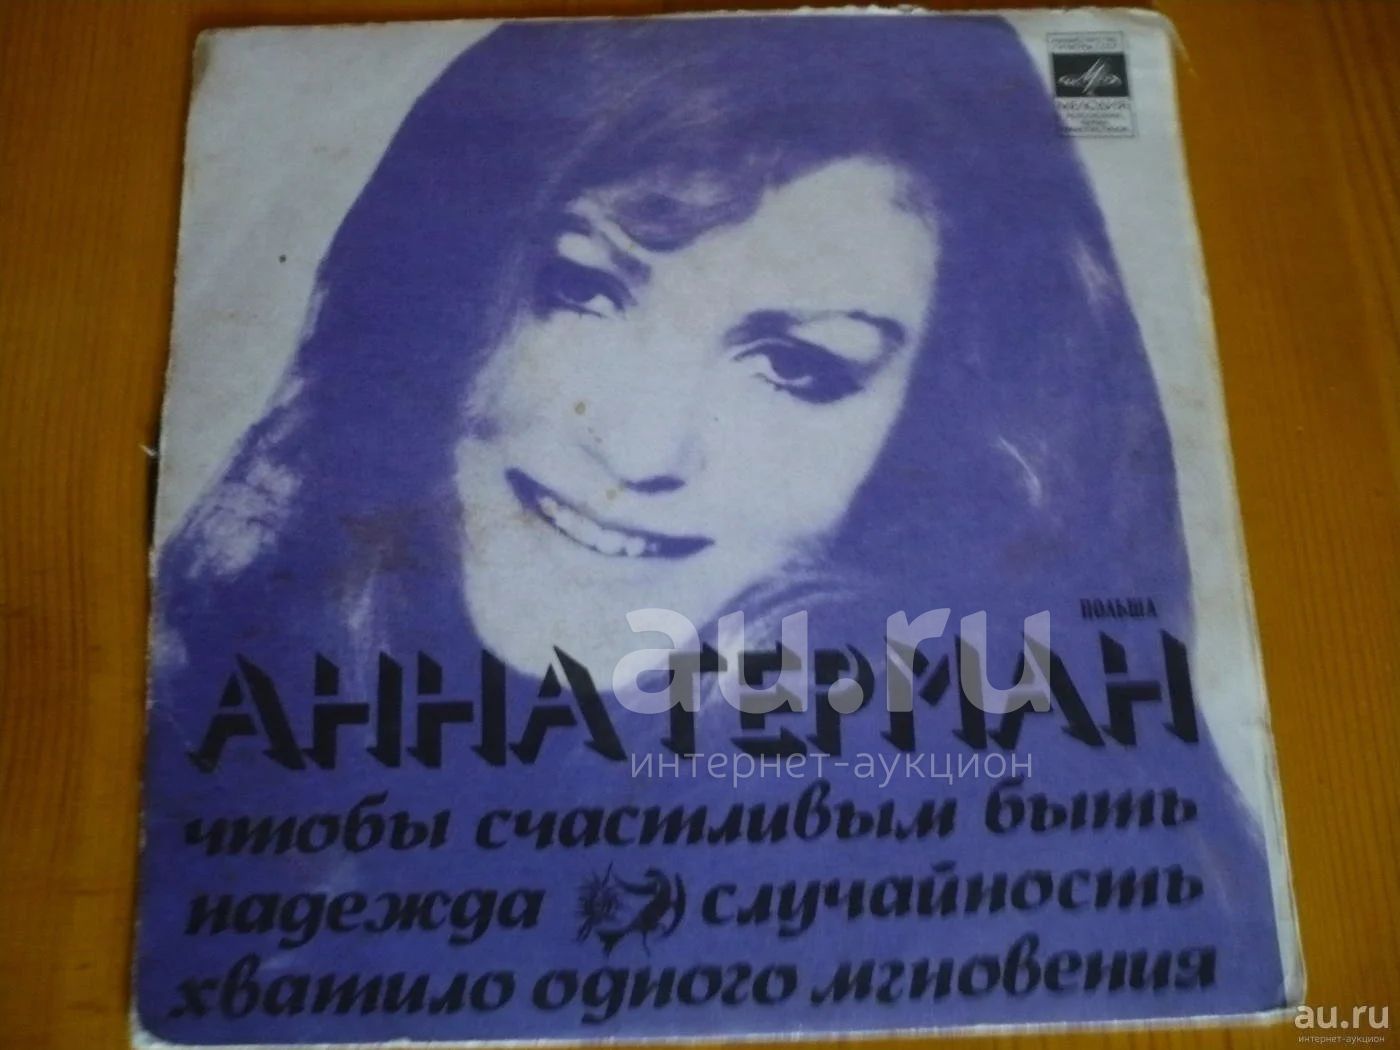 МЕЛОДИЯ
ПОЛЬША
АННА ГЕРМАН
au.ru
интернет-аукцион
чтобы счастливым быть
надежда случайность
хватило одного мгновения
au.ru
интернет-аукцион